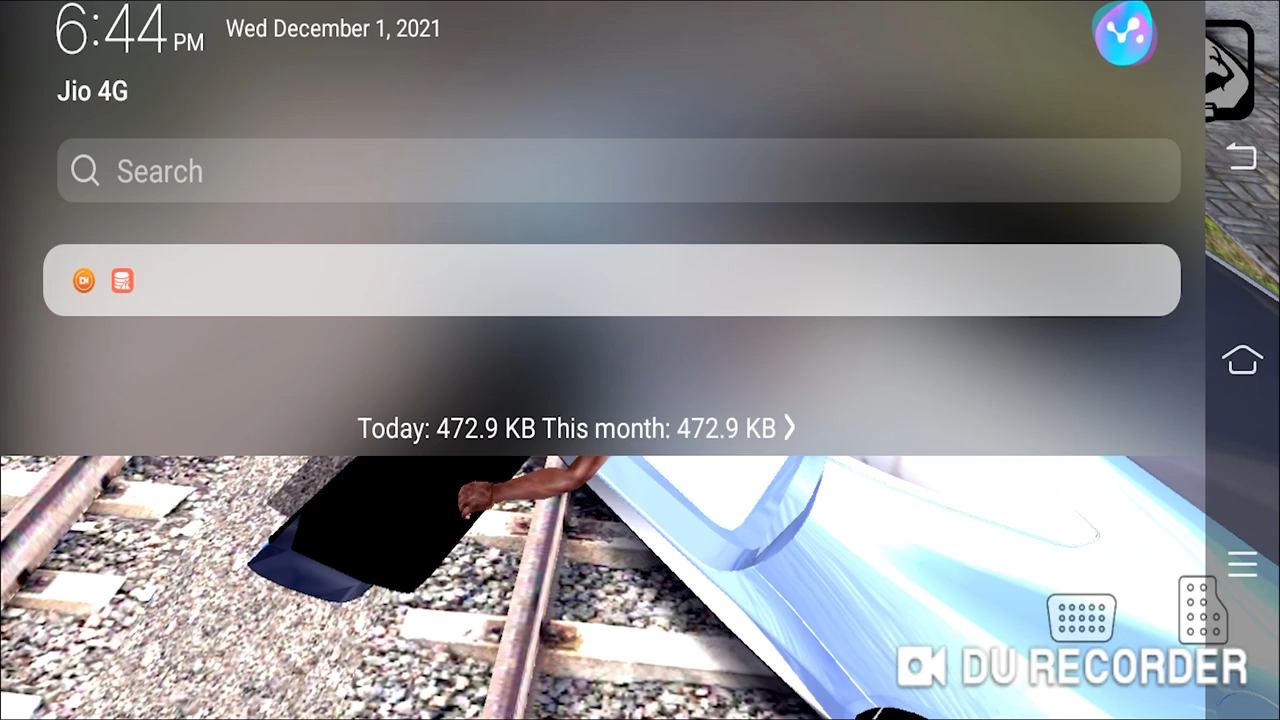 6:44 PM Wed December 1, 2021
Jio 4G
Search
Today: 472.9 KB This month: 472.9 KB
DU RECORDER